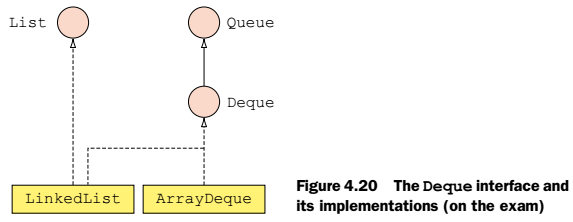 List
Queue
Deque
LinkedList
ArrayDeque
Figure 4.20 The Deque interface and
its implementations (on the exam)